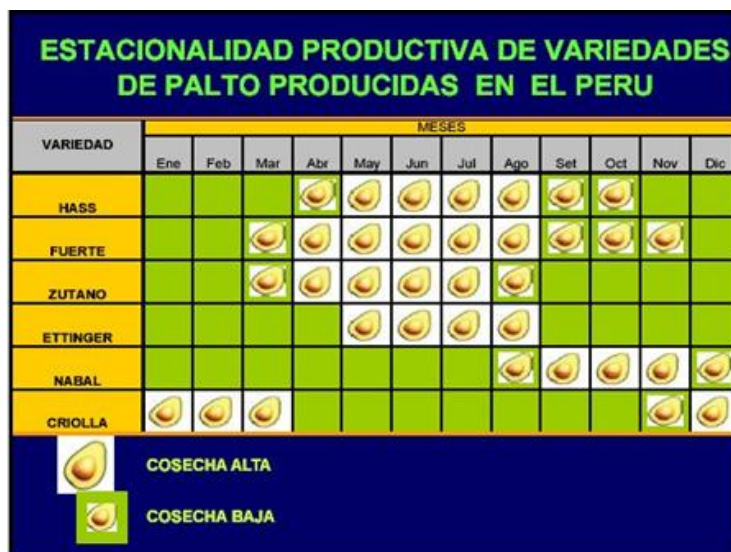 ESTACIONALIDAD PRODUCTIVA DE VARIEDADES
DE PALTO PRODUCIDAS EN EL PERU
VARIEDAD
MESES
Ene Feb Mar Abr May Jun Jul Ago Set Oct Nov Dic
HASS
FUERTE
ZUTANO
ETTINGER
NABAL
CRIOLLA
COSECHA ALTA
COSECHA BAJA